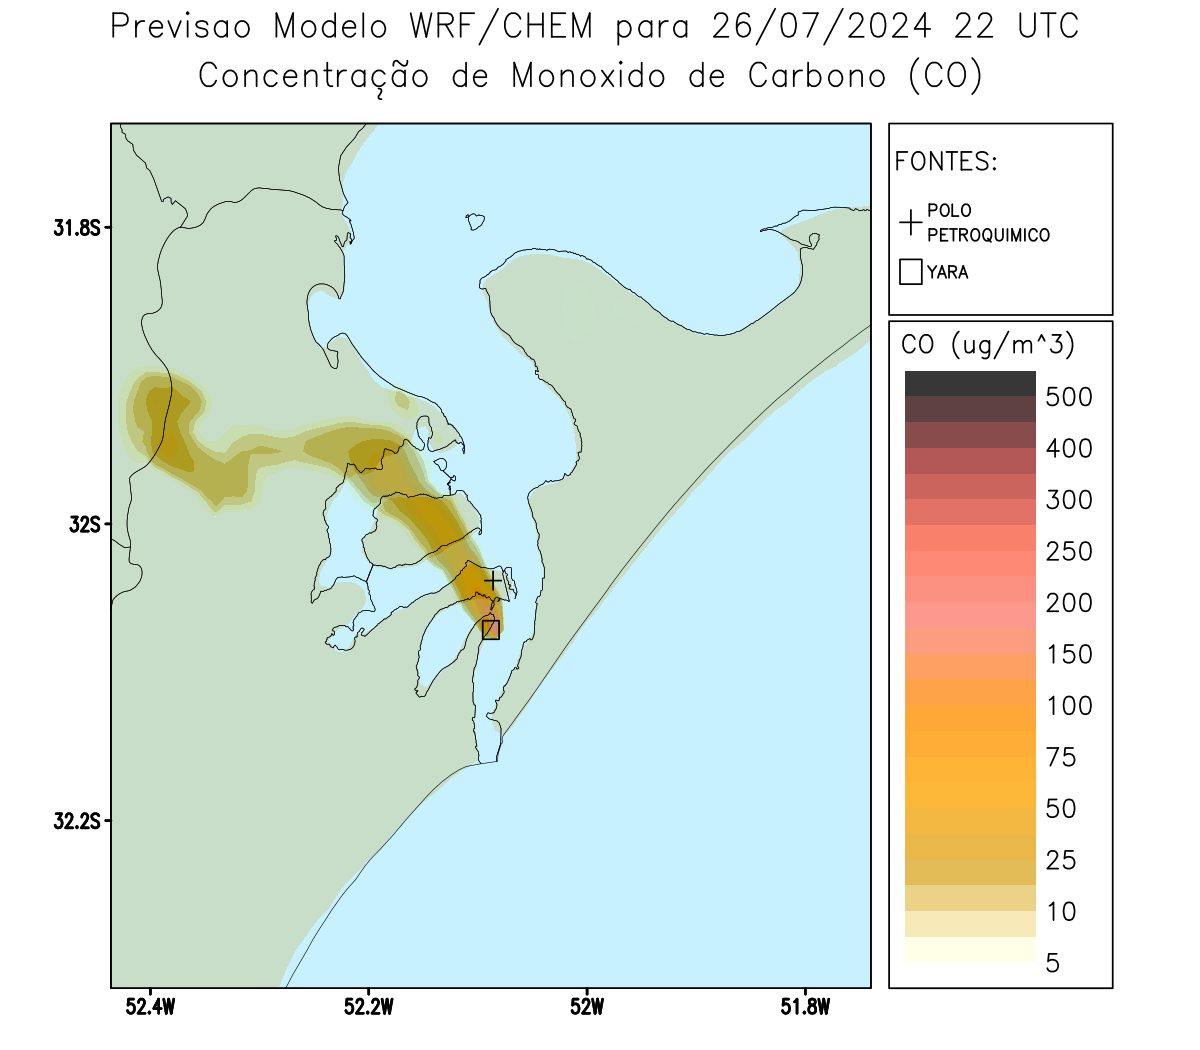 Previsao Modelo WRF/CHEM para 26/07/2024 22 UTC
Concentração de Monoxido de Carbono (CO)
FONTES:
POLO
PETROQUIMICO
YARA
CO (ug/m^3)
500
400
300
250
200
150
100
75
50
25
10
5
31.8S
32S
32.2S
52.4W
52.2W
52W
51.8W